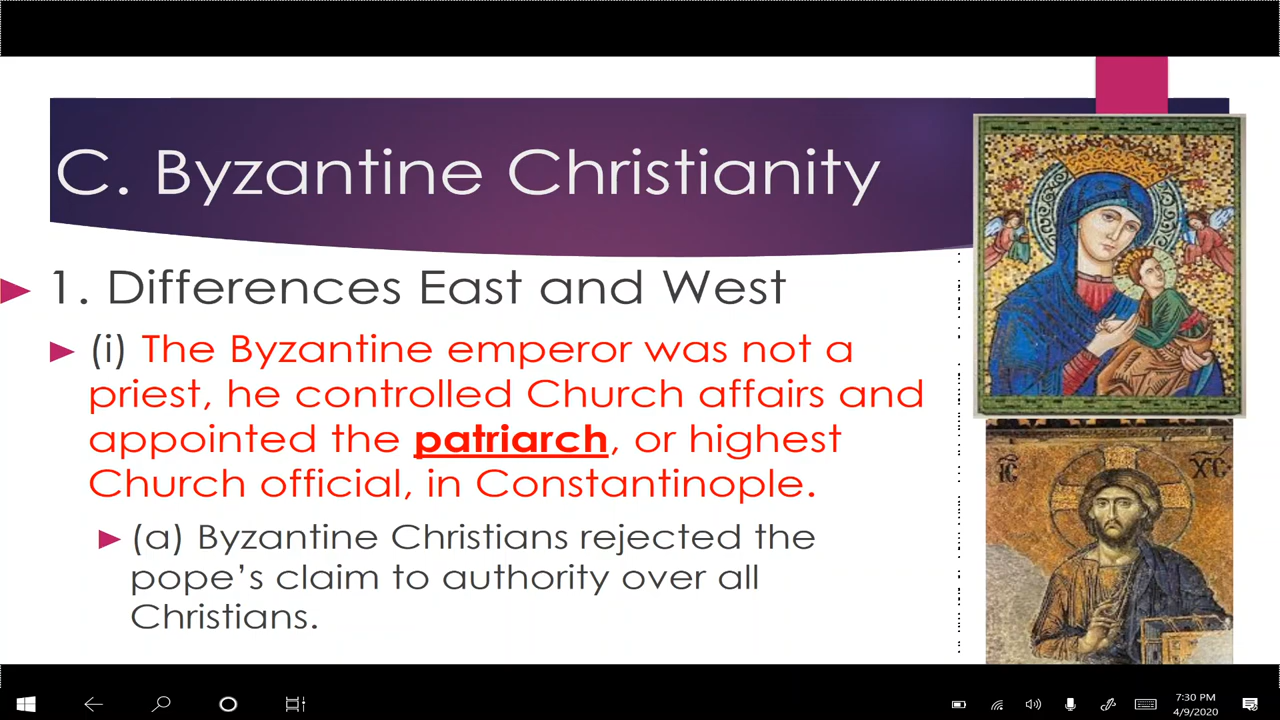 C. Byzantine Christianity
1. Differences East and West
(i) The Byzantine emperor was not a
priest, he controlled Church affairs and
appointed the patriarch, or highest
Church official, in Constantinople.
(a) Byzantine Christians rejected the
pope’s claim to authority over all
Christians.
IC XC
7:30 PM
4/9/2020